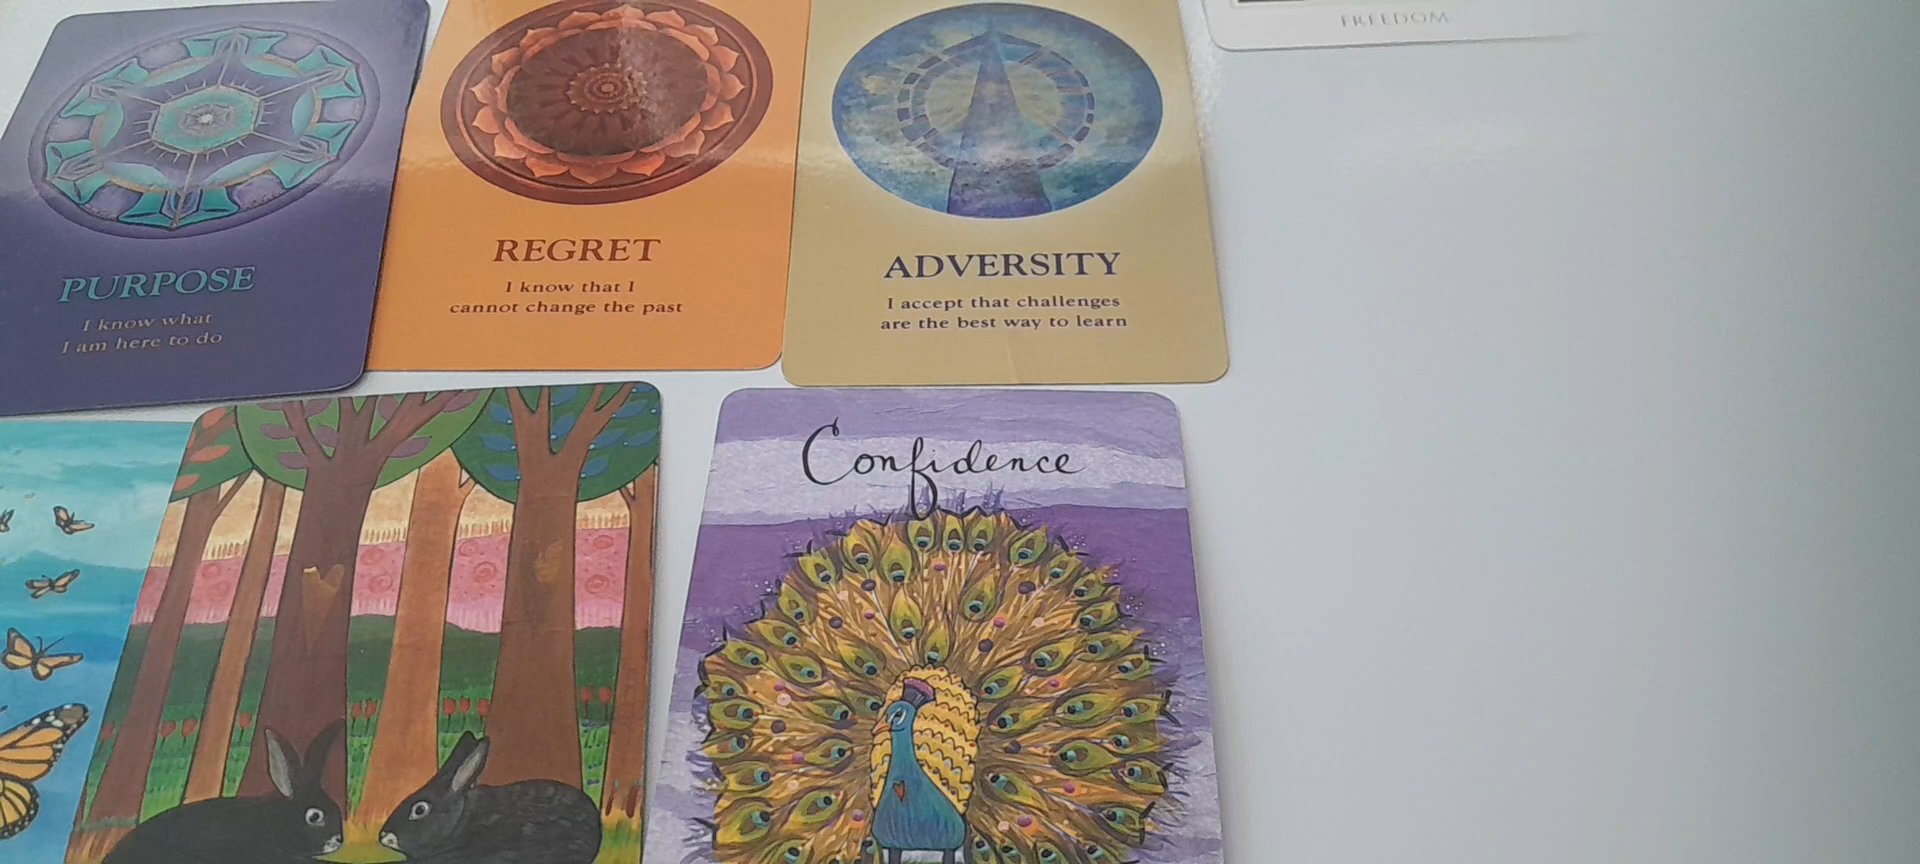 FREEDOM
PURPOSE
I know what
I am here to do
REGRET
I know that I
cannot change the past
ADVERSITY
I accept that challenges
are the best way to learn
Confidence